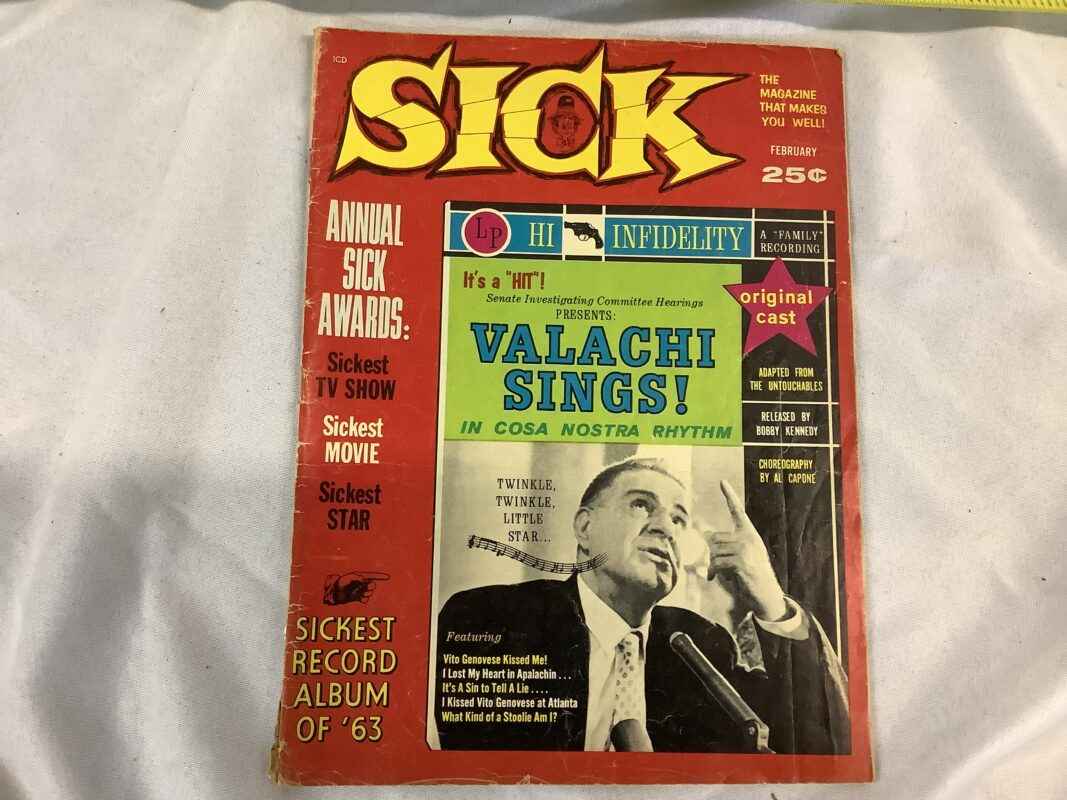 ICD
SICK
THE
MAGAZINE
THAT MAKES
YOU WELL!
FEBRUARY
25¢
ANNUAL
SICK
AWARDS:
Sickest
TV SHOW
Sickest
MOVIE
Sickest
STAR
SICKEST
RECORD
ALBUM
OF '63
LP HI INFIDELITY
A "FAMILY"
RECORDING
It's a "HIT"!
Senate Investigating Committee Hearings
PRESENTS:
VALACHI
SINGS!
IN COSA NOSTRA RHYTHM
original
cast
ADAPTED FROM
THE UNTOUCHABLES
RELEASED BY
BOBBY KENNEDY
CHOREOGRAPHY
BY AL CAPONE
TWINKLE,
TWINKLE,
LITTLE
STAR...
Featuring
Vito Genovese Kissed Me!
I Lost My Heart in Apalachin . . .
It's A Sin to Tell A Lie . . . .
I Kissed Vito Genovese at Atlanta
What Kind of a Stoolie Am I?